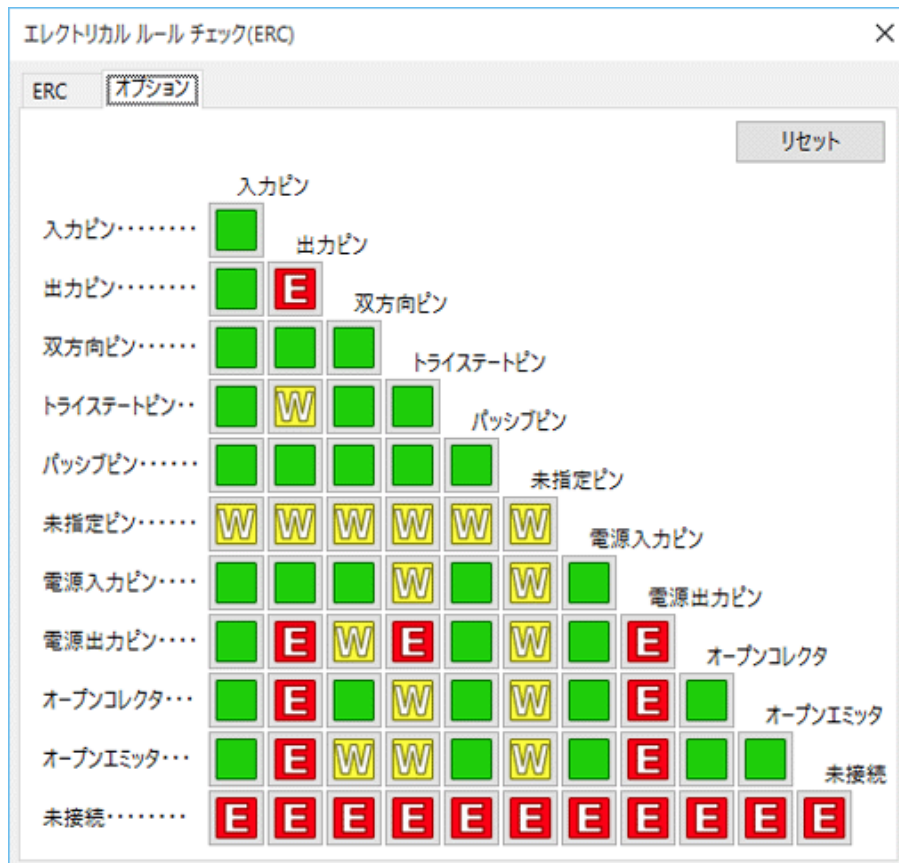 エレクトリカル ルール チェック(ERC)
ERC オプション
リセット
入力ピン
入力ピン········
出力ピン
出力ピン········ E
双方向ピン
双方向ピン······
トライステートピン
トライステートピン·· W
パッシブピン
パッシブピン······
未指定ピン
未指定ピン······ W W W W W W
電源入力ピン
電源入力ピン···· W W
電源出力ピン
電源出力ピン···· E W E W E
オープンコレクタ
オープンコレクタ··· E W W E
オープンエミッタ
オープンエミッタ··· E W W W E
未接続
未接続········ E E E E E E E E E E E